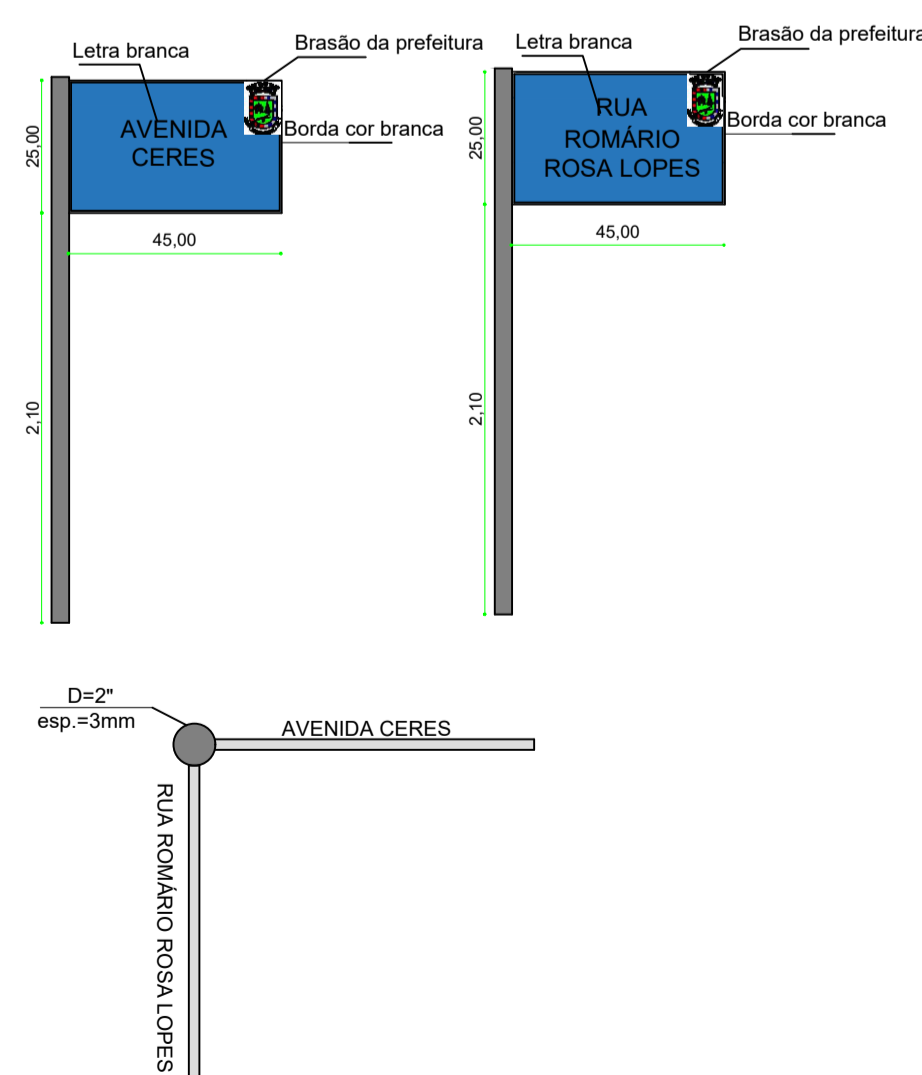 Letra branca
Brasão da prefeitura
AVENIDA
CERES
Borda cor branca
25,00
45,00
2,10
Letra branca
Brasão da prefeitura
RUA
ROMÁRIO
ROSA LOPES
Borda cor branca
25,00
45,00
2,10
D=2"
esp.=3mm
AVENIDA CERES
RUA ROMÁRIO ROSA LOPES